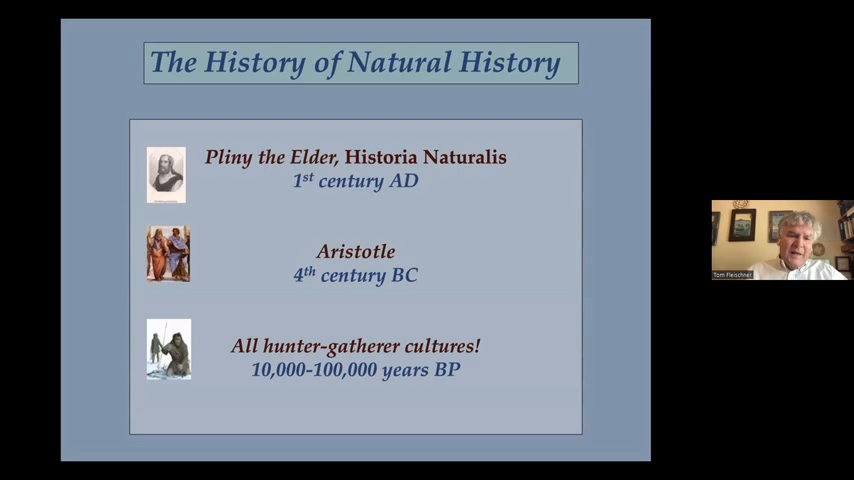 The History of Natural History
Pliny the Elder, Historia Naturalis
1st century AD
Aristotle
4th century BC
All hunter-gatherer cultures!
10,000-100,000 years BP
Tom Fleischner